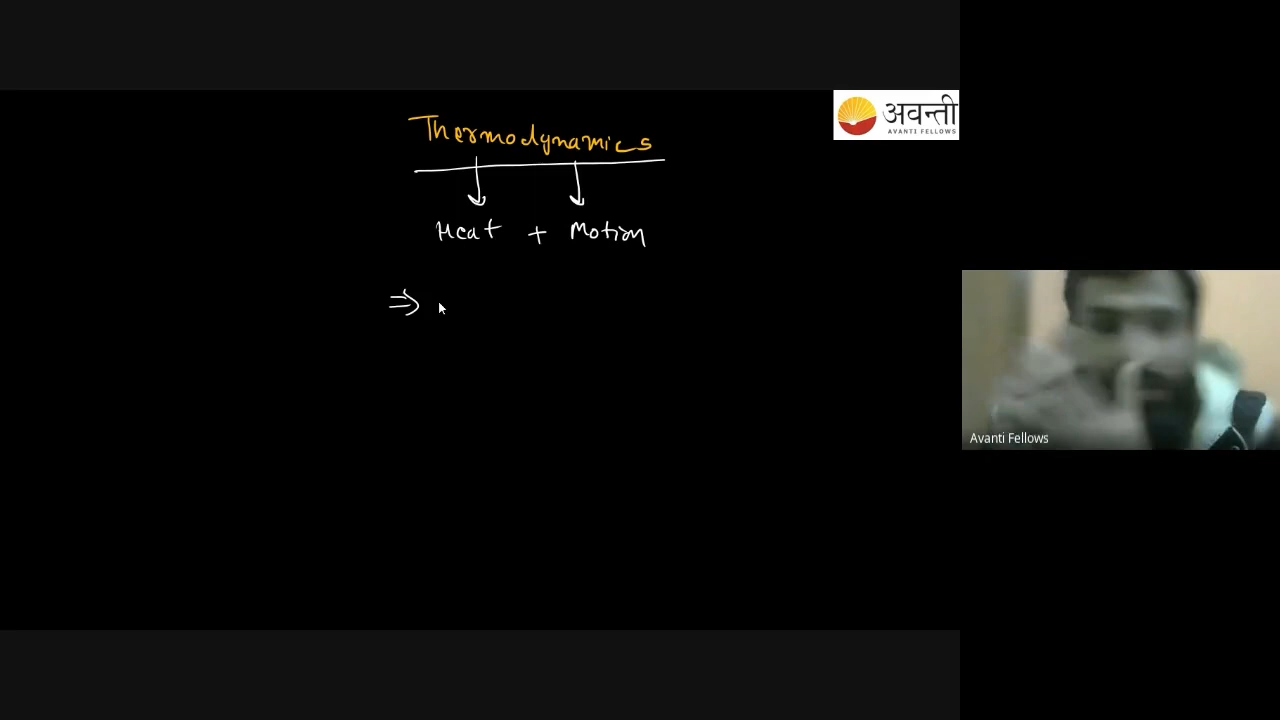 Thermodynamics
Heat + Motion
⇒
अवन्ती
AVANTI FELLOWS
Avanti Fellows